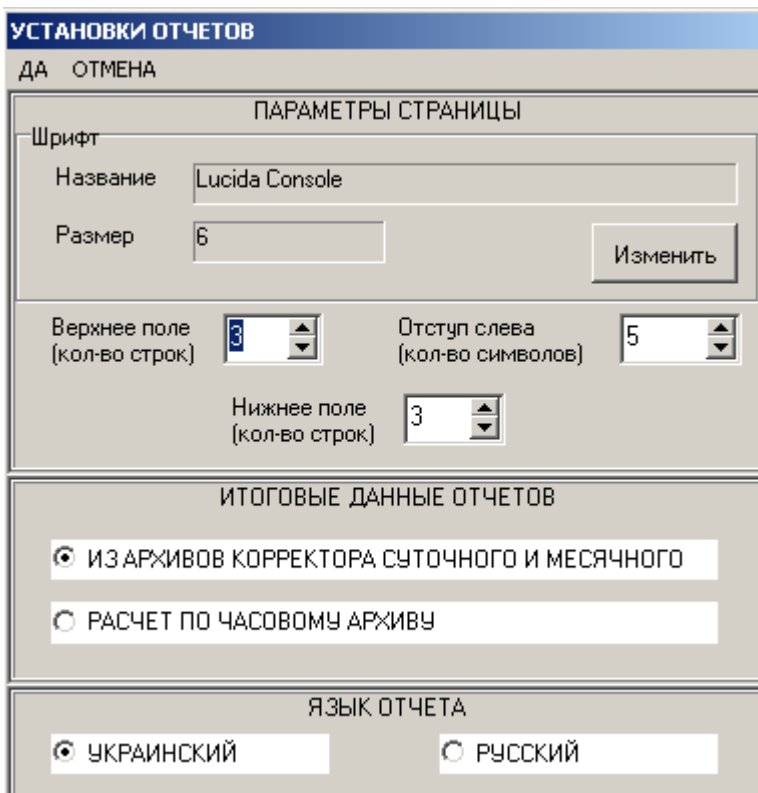 УСТАНОВКИ ОТЧЕТОВ
ДА ОТМЕНА
ПАРАМЕТРЫ СТРАНИЦЫ
Шрифт
Название Lucida Console
Размер 6
Изменить
Верхнее поле
(кол-во строк) 3
Отступ слева
(кол-во символов) 5
Нижнее поле
(кол-во строк) 3
ИТОГОВЫЕ ДАННЫЕ ОТЧЕТОВ
ИЗ АРХИВОВ КОРРЕКТОРА СУТОЧНОГО И МЕСЯЧНОГО
РАСЧЕТ ПО ЧАСОВОМУ АРХИВУ
ЯЗЫК ОТЧЕТА
УКРАИНСКИЙ РУССКИЙ